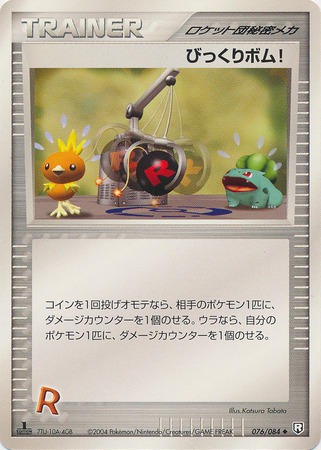 TRAINER
ロケット団秘密メカ
びっくりボム!
コインを1回投げオモテなら、相手のポケモン1匹に、
ダメージカウンターを1個のせる。ウラなら、自分の
ポケモン1匹に、ダメージカウンターを1個のせる。
R
Illus.Katsura Tabata
1
7TU-10A-4GB
©2004 Pokémon/Nintendo/Creatures/GAME FREAK
076/084 ◆
R